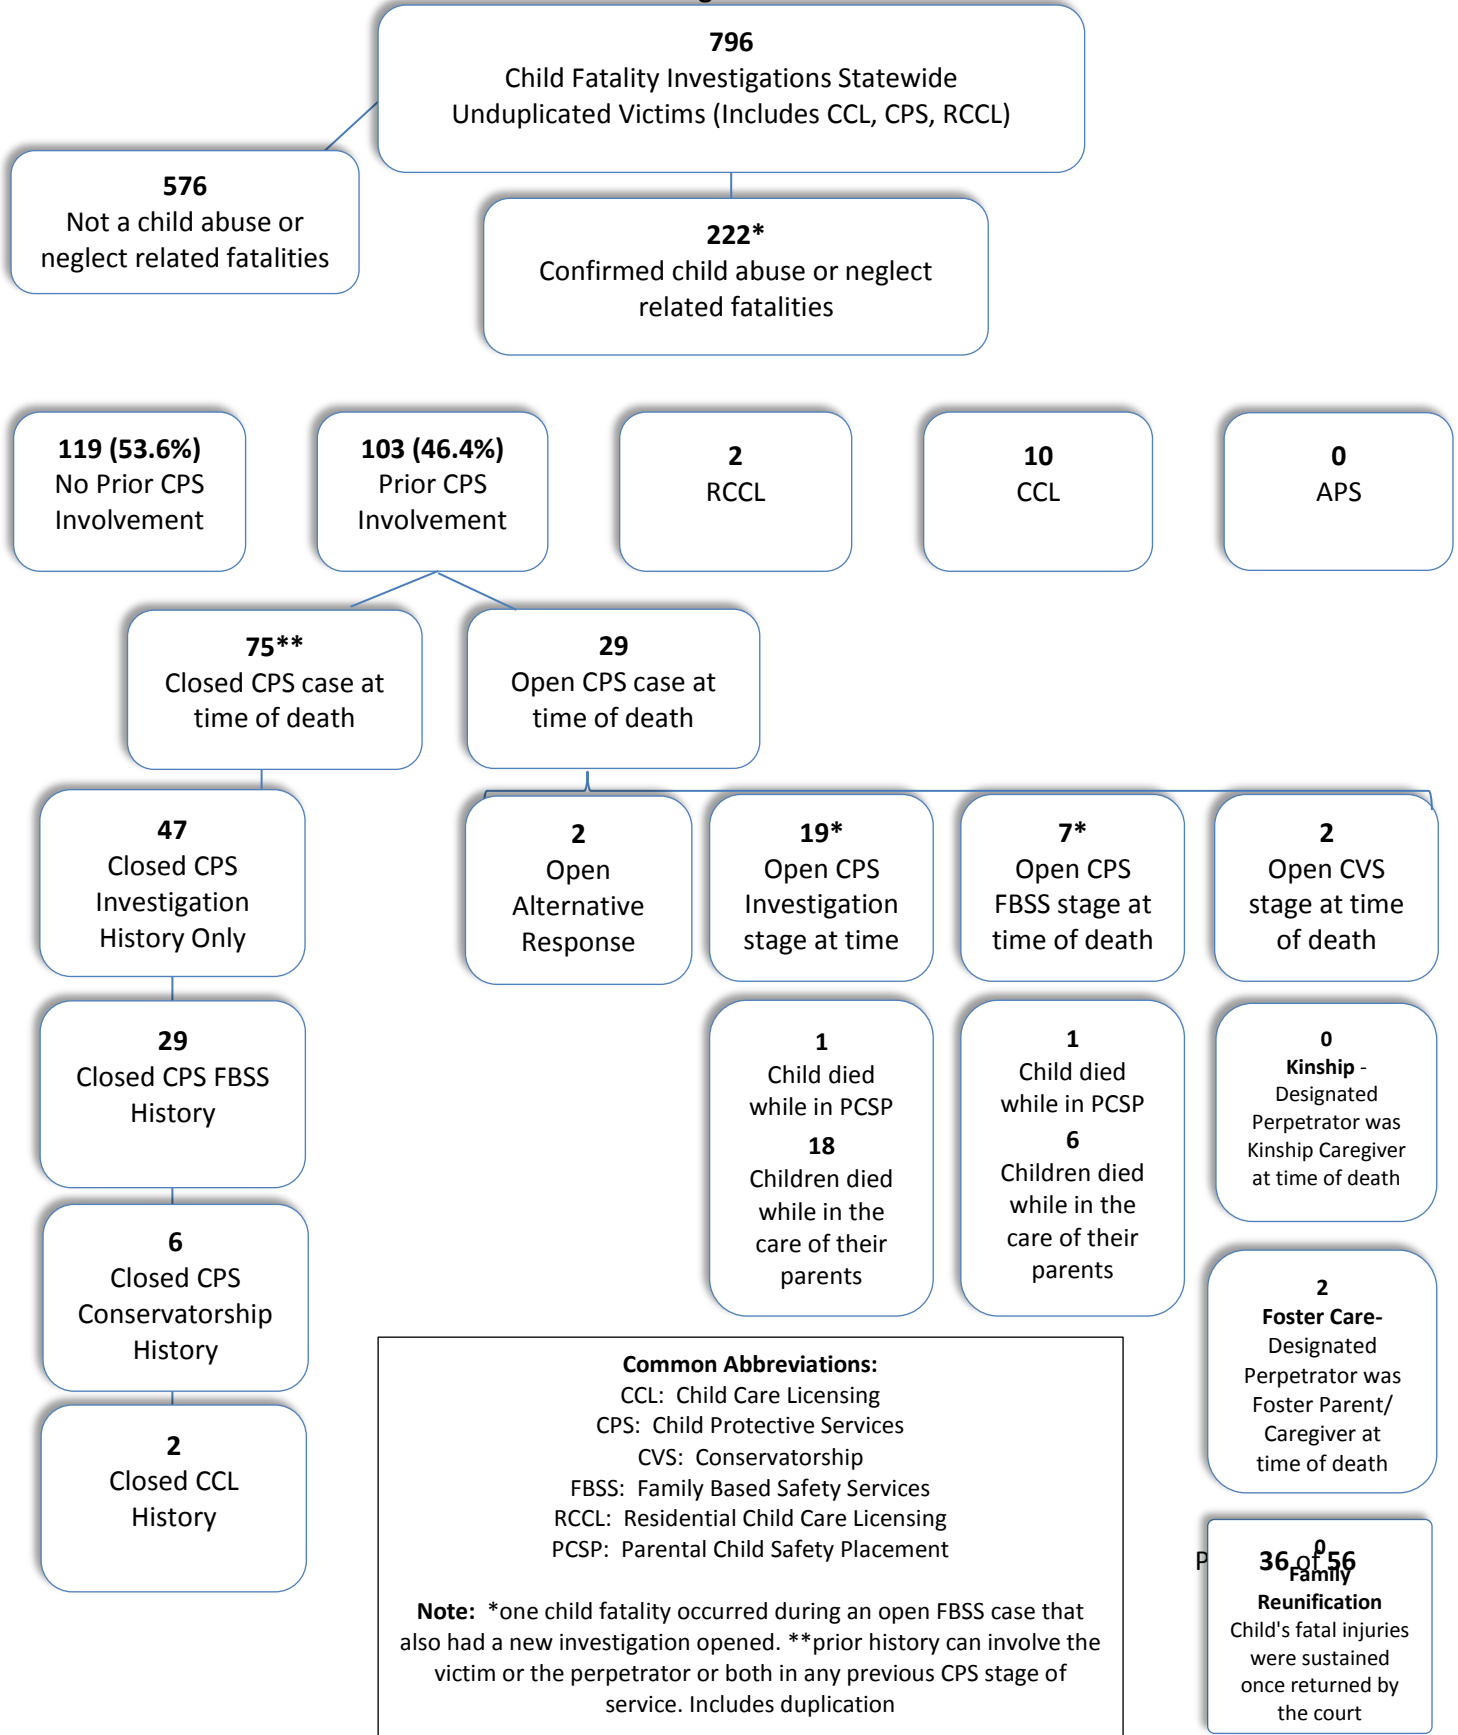 796
Child Fatality Investigations Statewide
Unduplicated Victims (Includes CCL, CPS, RCCL)
576
Not a child abuse or
neglect related fatalities
222*
Confirmed child abuse or neglect
related fatalities
119 (53.6%)
No Prior CPS
Involvement
103 (46.4%)
Prior CPS
Involvement
2
RCCL
10
CCL
0
APS
75**
Closed CPS case at
time of death
29
Open CPS case at
time of death
47
Closed CPS
Investigation
History Only
29
Closed CPS FBSS
History
6
Closed CPS
Conservatorship
History
2
Closed CCL
History
2
Open
Alternative
Response
19*
Open CPS
Investigation
stage at time
7*
Open CPS
FBSS stage at
time of death
2
Open CVS
stage at time
of death
1
Child died
while in PCSP
18
Children died
while in the
care of their
parents
1
Child died
while in PCSP
6
Children died
while in the
care of their
parents
0
Kinship -
Designated
Perpetrator was
Kinship Caregiver
at time of death
2
Foster Care-
Designated
Perpetrator was
Foster Parent/
Caregiver at
time of death
0
Family
Reunification
Child's fatal injuries
were sustained
once returned by
the court
36 of 56
Common Abbreviations:
CCL: Child Care Licensing
CPS: Child Protective Services
CVS: Conservatorship
FBSS: Family Based Safety Services
RCCL: Residential Child Care Licensing
PCSP: Parental Child Safety Placement
Note: *one child fatality occurred during an open FBSS case that
also had a new investigation opened. **prior history can involve the
victim or the perpetrator or both in any previous CPS stage of
service. Includes duplication